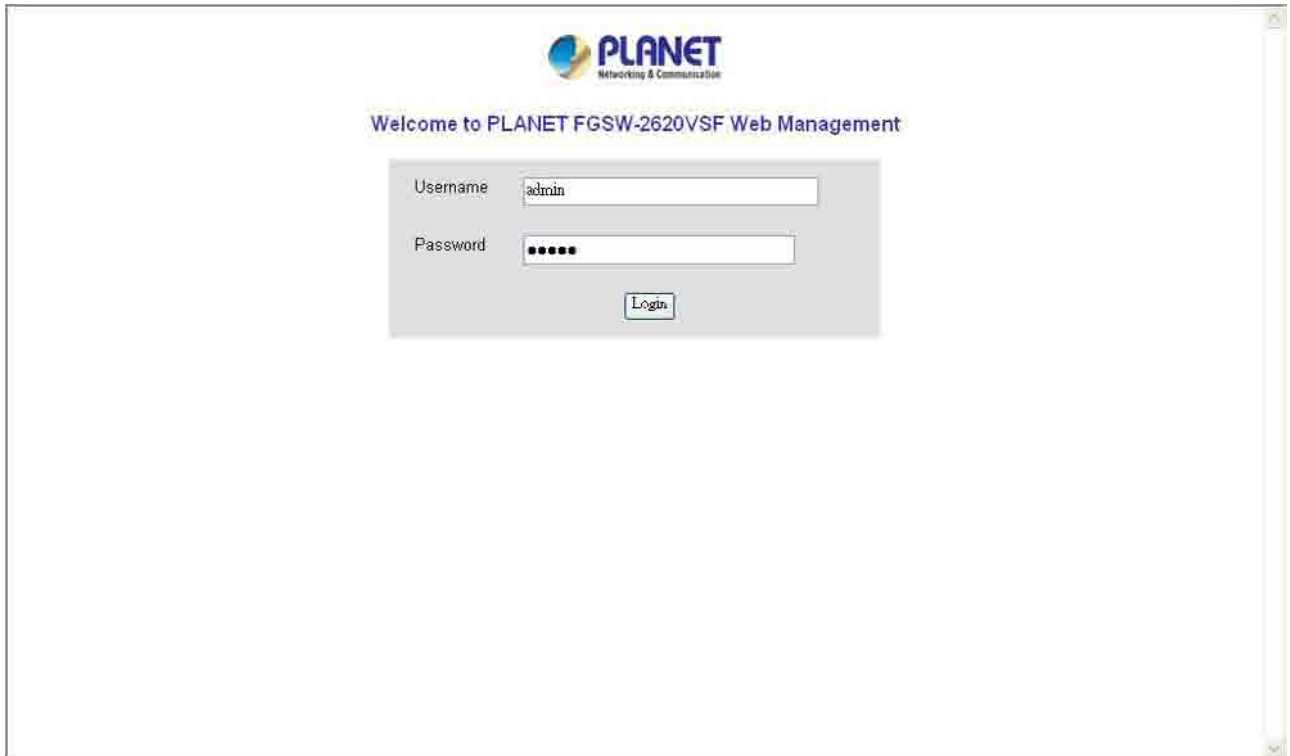 PLANET
Networking & Communication
Welcome to PLANET FGSW-2620VSF Web Management
Username admin
Password •••••
Login